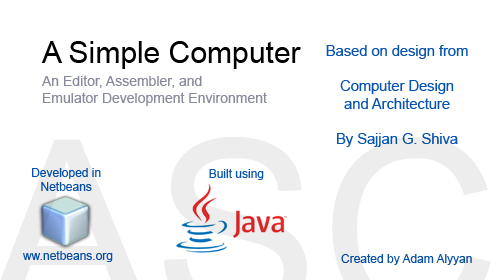 A Simple Computer
An Editor, Assembler, and
Emulator Development Environment
Based on design from
Computer Design
and Architecture
By Sajjan G. Shiva
ASC
Developed in
Netbeans
ww.netbeans.org
Built using
Java
Created by Adam Alyyan